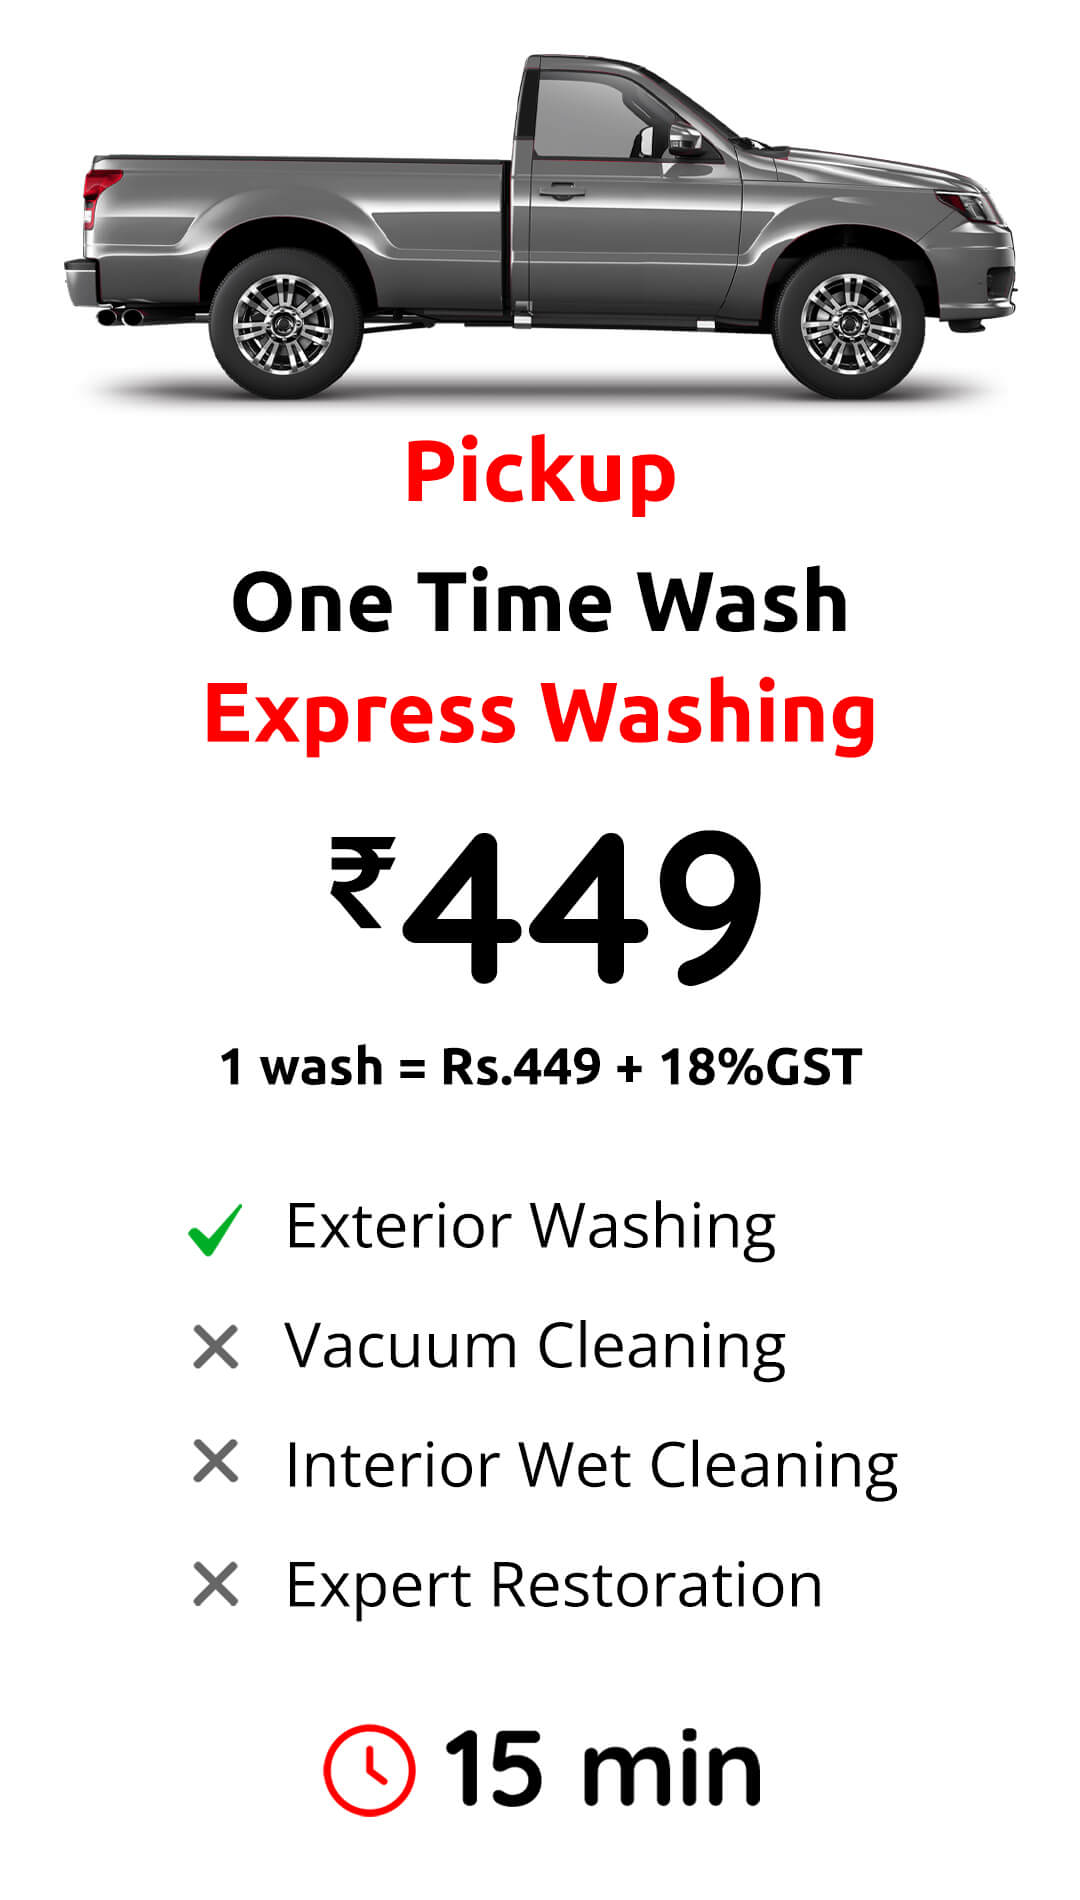 Pickup
One Time Wash
Express Washing
₹449
1 wash = Rs.449 + 18%GST
Exterior Washing
Vacuum Cleaning
Interior Wet Cleaning
Expert Restoration
15 min